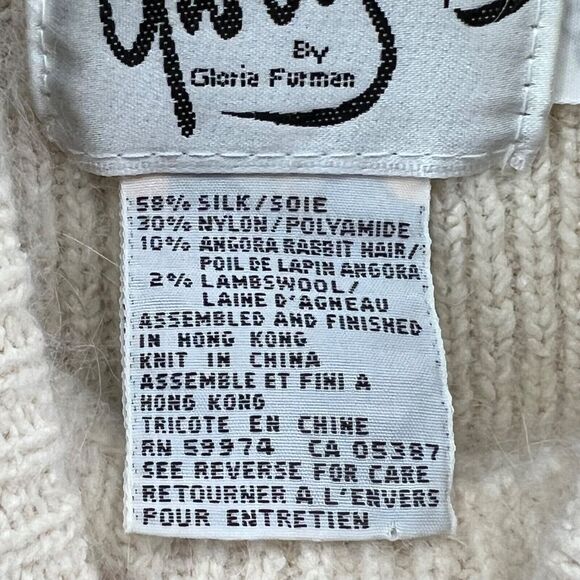 By
Gloria Furman
58% SILK/SOIE
30% NYLON/POLYAMIDE
10% ANGORA RABBIT HAIR/
POIL DE LAPIN ANGORA
2% LAMBSWOOL/
LAINE D'AGNEAU
ASSEMBLED AND FINISHED
IN HONG KONG
KNIT IN CHINA
ASSEMBLE ET FINI A
HONG KONG
TRICOTE EN CHINE
RN 59974 CA 05387
SEE REVERSE FOR CARE
RETOURNER A L'ENVERS
POUR ENTRETIEN